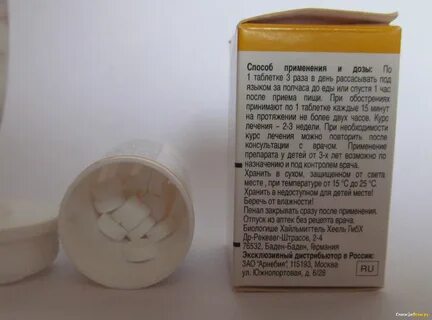 Способ применения и дозы: По
1 таблетке 3 раза в день рассасывать под
языком за полчаса до еды или спустя 1 час
после приема пищи. При обострениях
принимают по 1 таблетке каждые 15 минут
на протяжении не более двух часов. Курс
лечения - 2-3 недели. При необходимости
курс лечения можно повторить после
консультации с врачом. Применение
препарата у детей от 3-х лет возможно по
назначению и под контролем врача.
Хранить в сухом, защищенном от света
месте , при температуре от 15 °С до 25 °С.
Хранить в недоступном для детей месте!
Беречь от влажности!
Пенал закрывать сразу после применения.
Отпуск из аптек без рецепта врача.
Биологише Хайльмиттель Хеель ГмбХ
Др-Рекевег-Штрассе, 2-4
76532, Баден-Баден, Германия
Эксклюзивный дистрибьютор в России:
ЗАО "Арнебия", 115193, Москва
ул. Южнопортовая, д. 6/28
RU